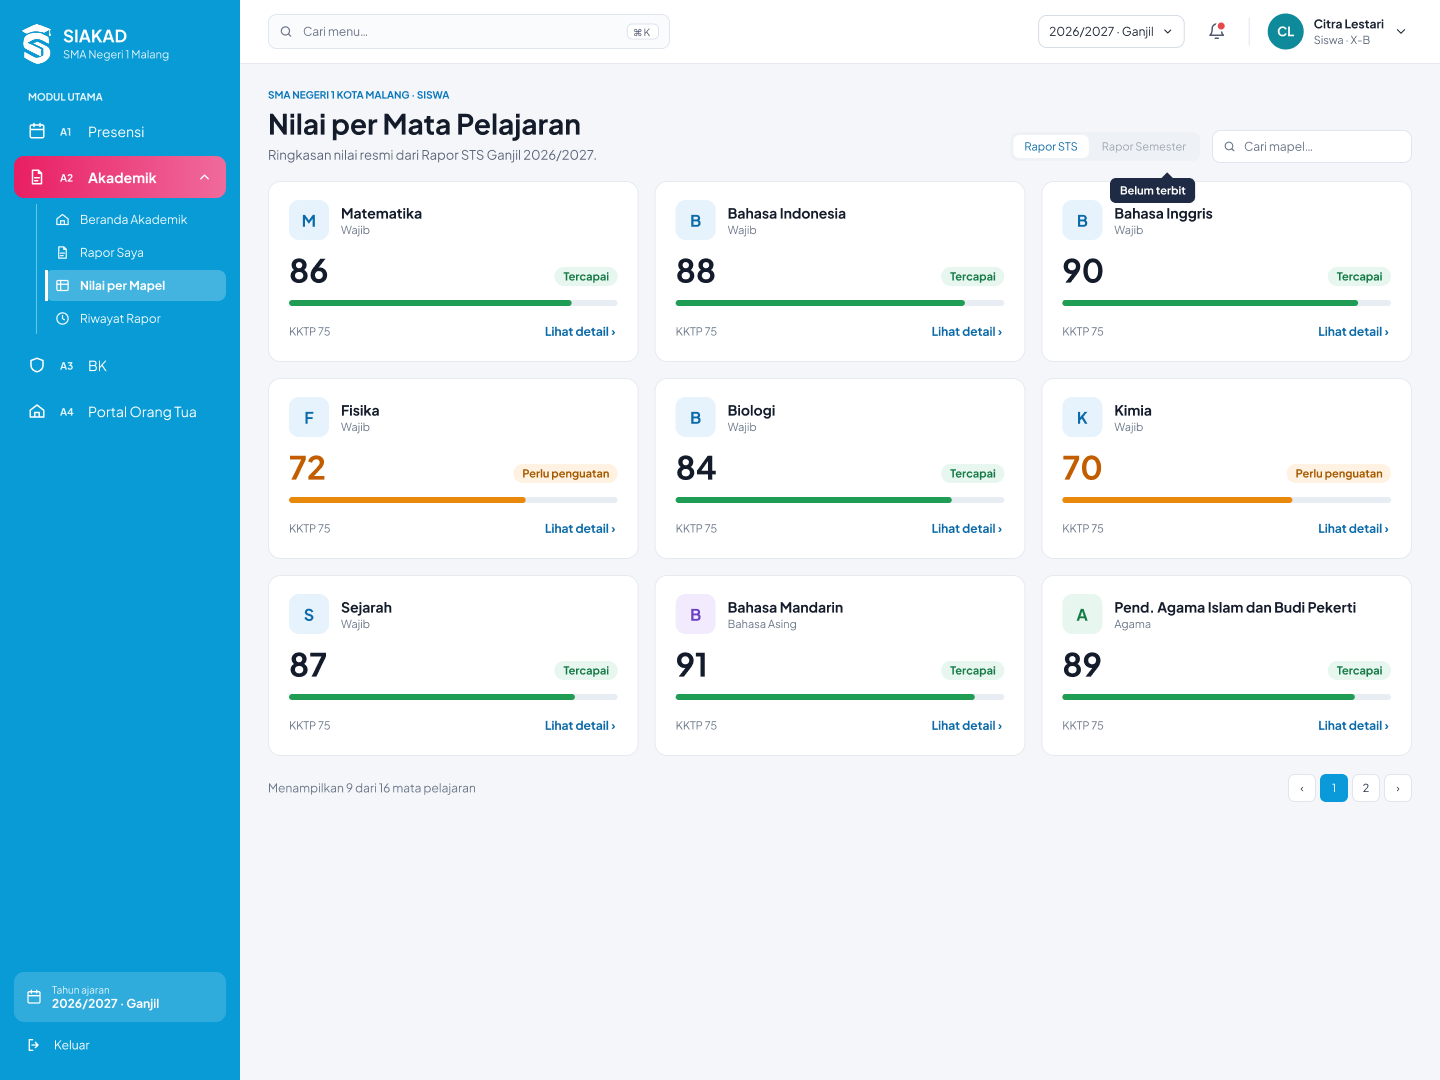 SIAKAD
SMA Negeri 1 Malang
MODUL UTAMA
A1 Presensi
A2 Akademik
Beranda Akademik
Rapor Saya
Nilai per Mapel
Riwayat Rapor
A3 BK
A4 Portal Orang Tua
Tahun ajaran
2026/2027 · Ganjil
Keluar
Cari menu... ⌘K
2026/2027 · Ganjil
CL
Citra Lestari
Siswa · X-B
SMA NEGERI 1 KOTA MALANG · SISWA
Nilai per Mata Pelajaran
Ringkasan nilai resmi dari Rapor STS Ganjil 2026/2027.
Rapor STS Rapor Semester
Cari mapel...
Belum terbit
M
Matematika
Wajib
86 Tercapai
KKTP 75 Lihat detail ›
B
Bahasa Indonesia
Wajib
88 Tercapai
KKTP 75 Lihat detail ›
B
Bahasa Inggris
Wajib
90 Tercapai
KKTP 75 Lihat detail ›
F
Fisika
Wajib
72 Perlu penguatan
KKTP 75 Lihat detail ›
B
Biologi
Wajib
84 Tercapai
KKTP 75 Lihat detail ›
K
Kimia
Wajib
70 Perlu penguatan
KKTP 75 Lihat detail ›
S
Sejarah
Wajib
87 Tercapai
KKTP 75 Lihat detail ›
B
Bahasa Mandarin
Bahasa Asing
91 Tercapai
KKTP 75 Lihat detail ›
A
Pend. Agama Islam dan Budi Pekerti
Agama
89 Tercapai
KKTP 75 Lihat detail ›
Menampilkan 9 dari 16 mata pelajaran
‹ 1 2 ›